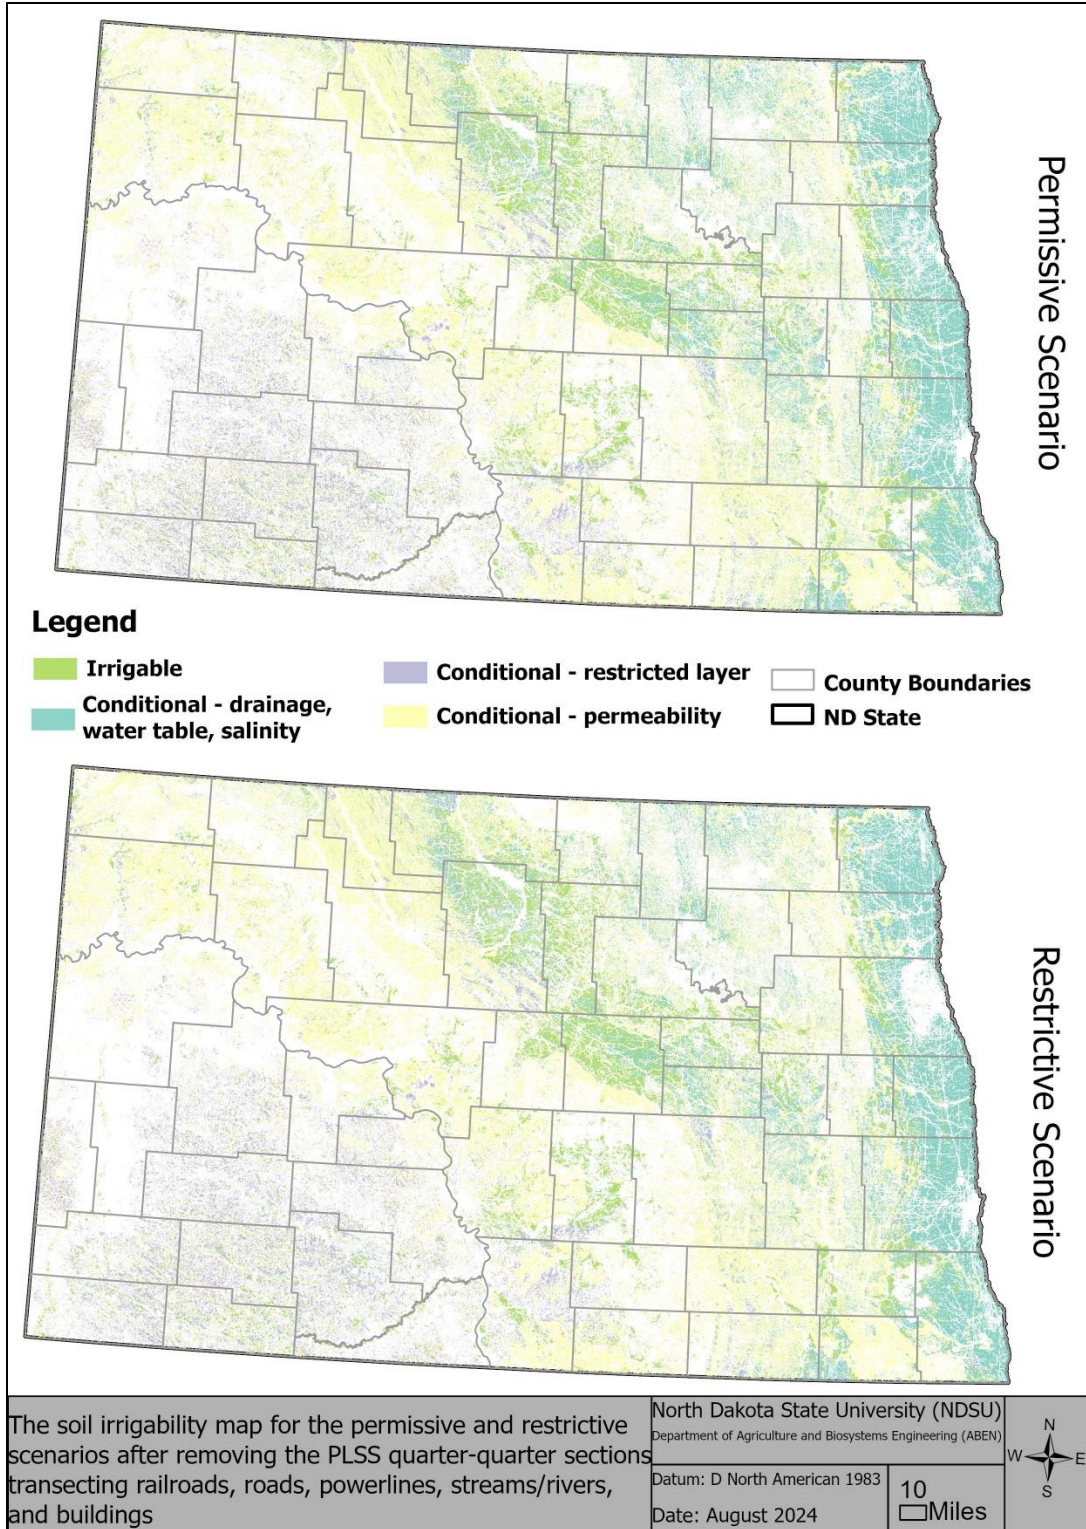 Permissive Scenario
Legend
Irrigable
Conditional - drainage,
water table, salinity
Conditional - restricted layer
Conditional - permeability
County Boundaries
ND State
Restrictive Scenario
The soil irrigability map for the permissive and restrictive
scenarios after removing the PLSS quarter-quarter sections
transecting railroads, roads, powerlines, streams/rivers,
and buildings
North Dakota State University (NDSU)
Department of Agriculture and Biosystems Engineering (ABEN)
Datum: D North American 1983
Date: August 2024
10
Miles
N
W
E
S